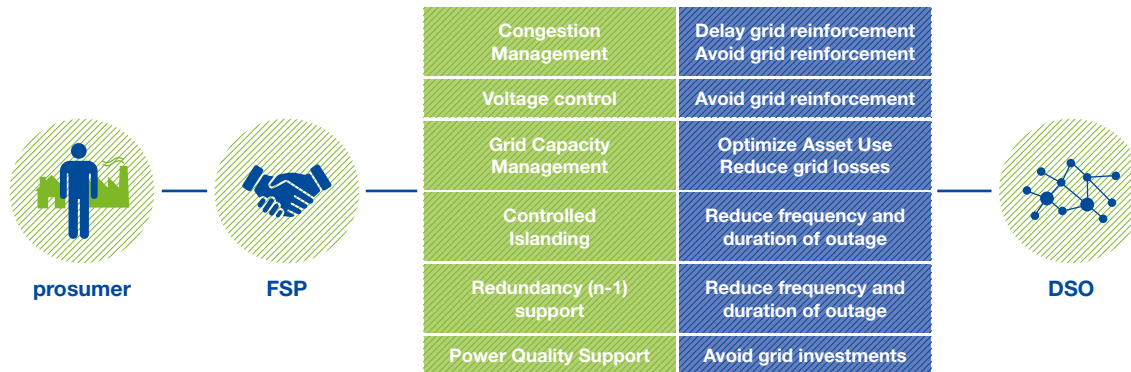 Congestion
Management
Delay grid reinforcement
Avoid grid reinforcement
Voltage control
Avoid grid reinforcement
Grid Capacity
Management
Optimize Asset Use
Reduce grid losses
Controlled
Islanding
Reduce frequency and
duration of outage
Redundancy (n-1)
support
Reduce frequency and
duration of outage
Power Quality Support
Avoid grid investments
prosumer
FSP
DSO